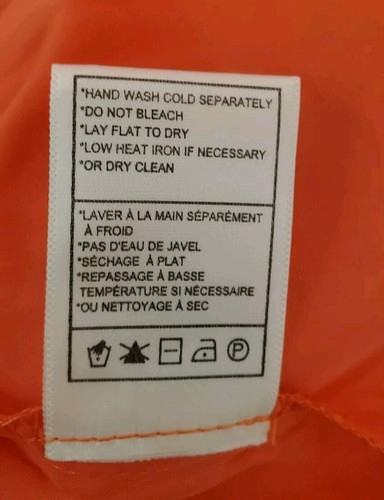 *HAND WASH COLD SEPARATELY
*DO NOT BLEACH
*LAY FLAT TO DRY
*LOW HEAT IRON IF NECESSARY
*OR DRY CLEAN
*LAVER À LA MAIN SÉPARÉMENT
À FROID
*PAS D'EAU DE JAVEL
*SÉCHAGE À PLAT
*REPASSAGE À BASSE
TEMPÉRATURE SI NÉCESSAIRE
*OU NETTOYAGE À SEC
P